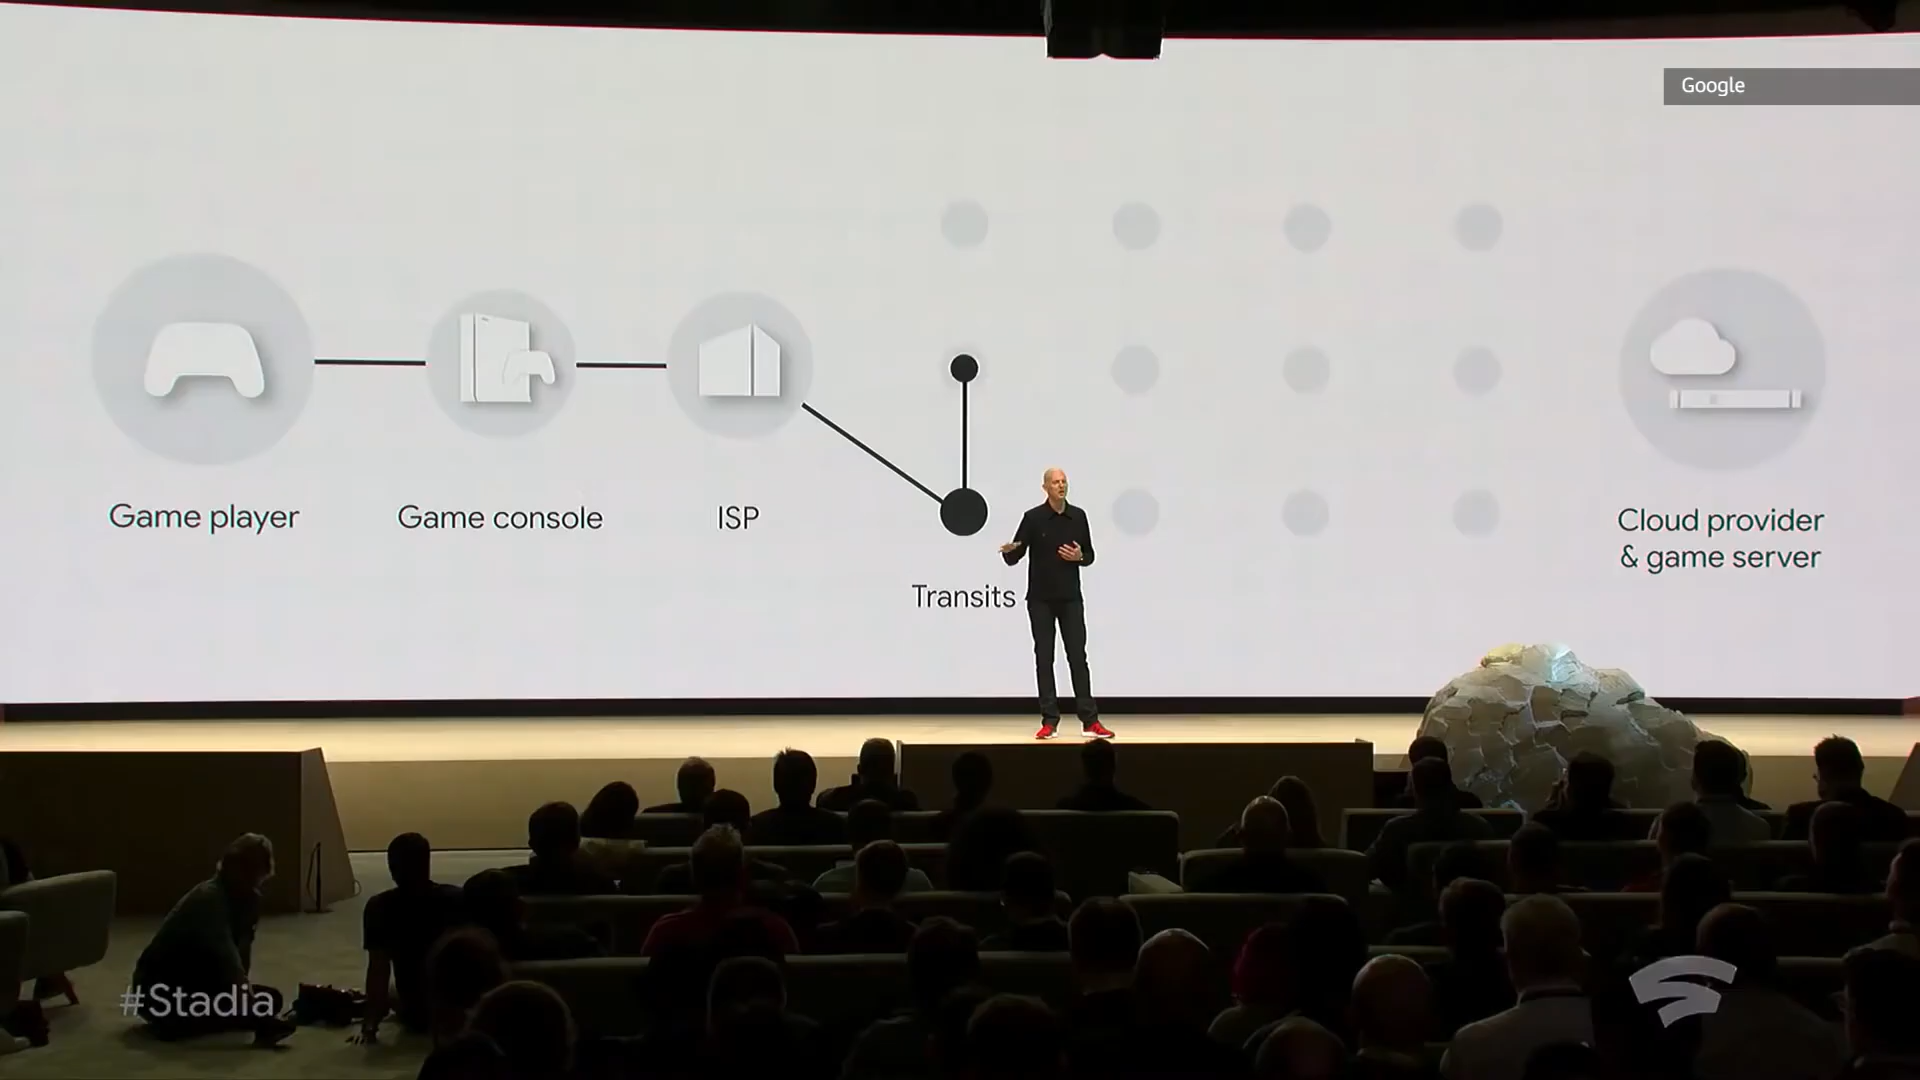 Google
Game player
Game console
ISP
Transits
Cloud provider
& game server
#Stadia